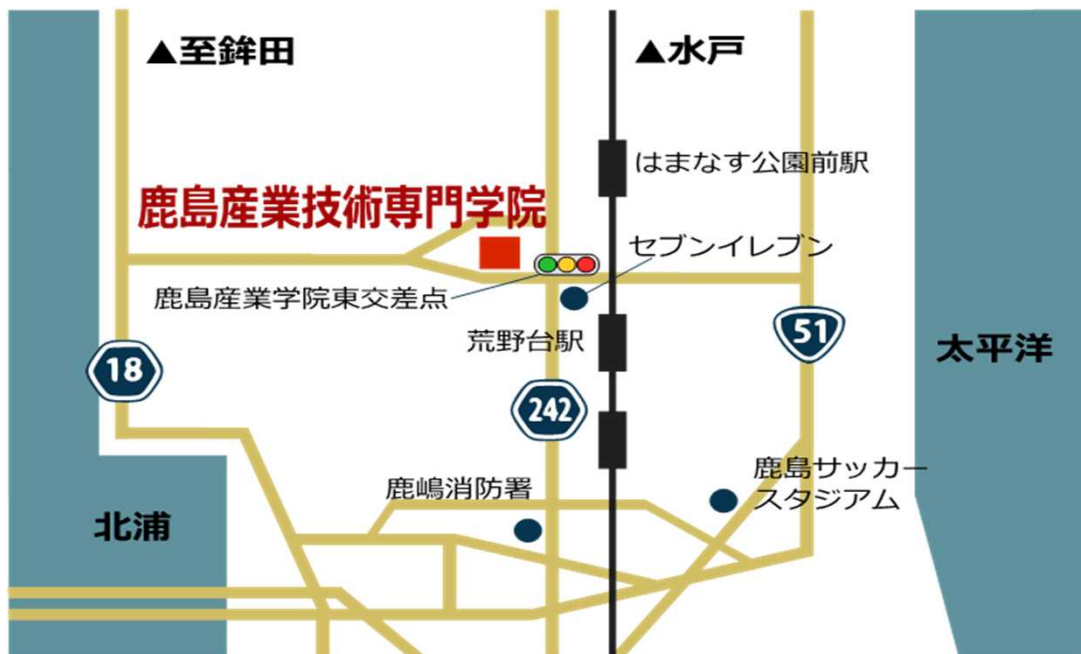 ▲至鉾田
▲水戸
はまなす公園前駅
鹿島産業技術専門学院
セブンイレブン
鹿島産業学院東交差点
荒野台駅
51
太平洋
18
242
鹿島サッカー
スタジアム
鹿嶋消防署
北浦